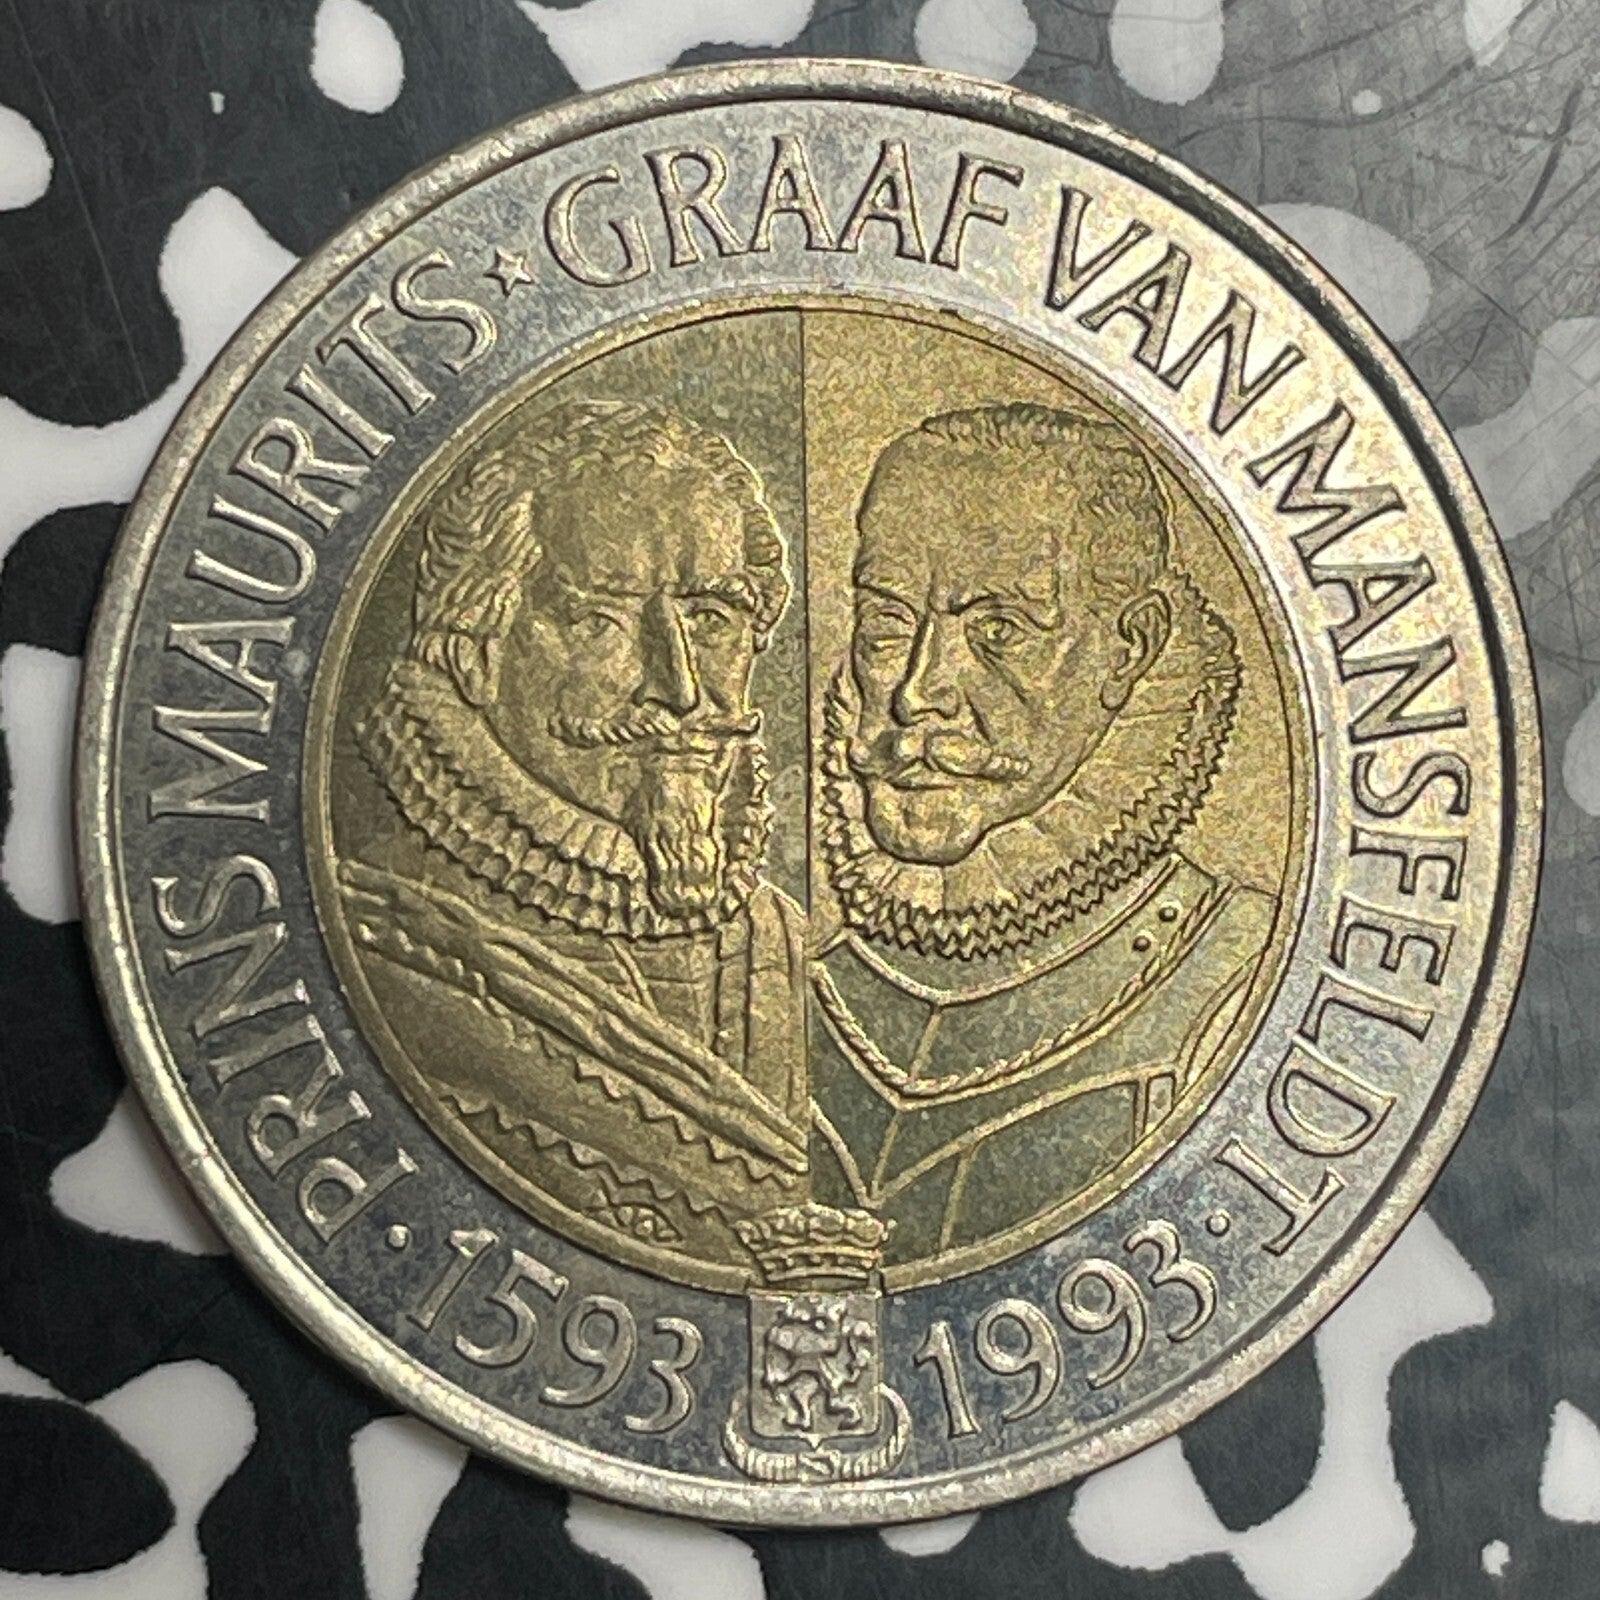 PRINS MAURITS ★ GRAAF VAN MANSFELDT
· 1593 1993 ·